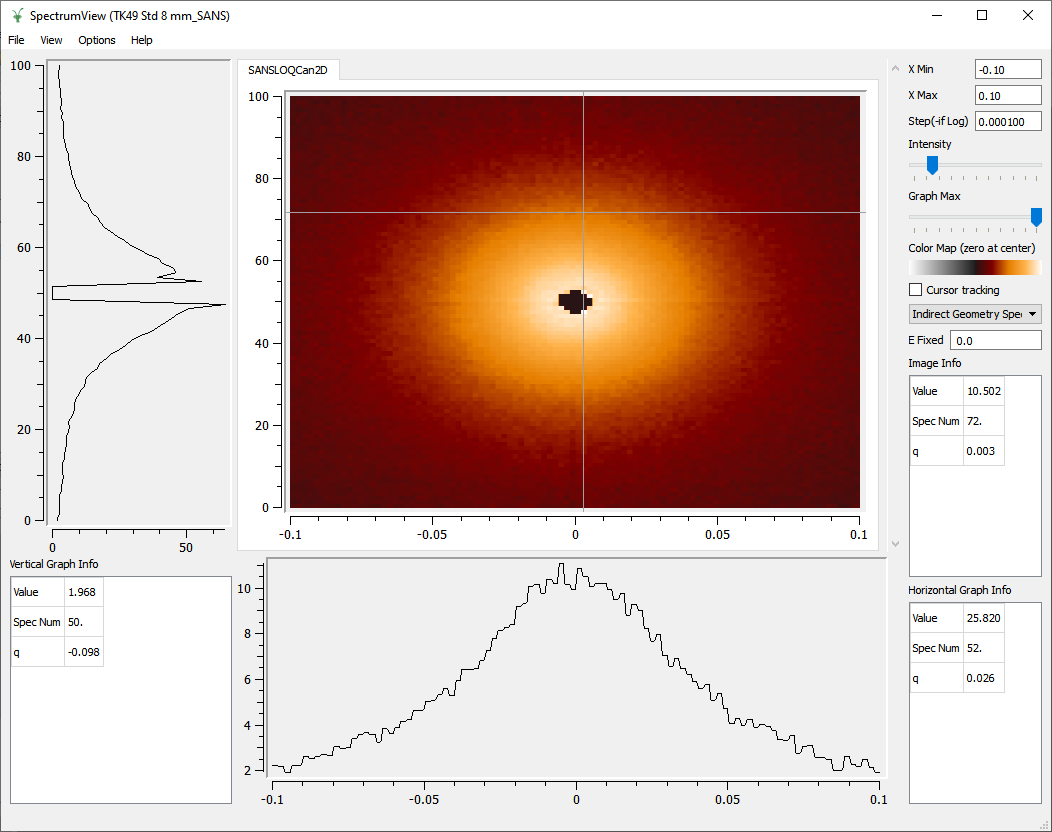 SpectrumView (TK49 Std 8 mm_SANS)
File View Options Help
100
80
60
40
20
0
0 50
SANSLOQCan2D
100
80
60
40
20
0
-0.1 -0.05 0 0.05 0.1
X Min -0.10
X Max 0.10
Step(-if Log) 0.000100
Intensity
Graph Max
Color Map (zero at center)
Cursor tracking
Indirect Geometry Spe
E Fixed 0.0
Image Info
Value 10.502
Spec Num 72.
q 0.003
Vertical Graph Info
Value 1.968
Spec Num 50.
q -0.098
10
8
6
4
2
-0.1 -0.05 0 0.05 0.1
Horizontal Graph Info
Value 25.820
Spec Num 52.
q 0.026